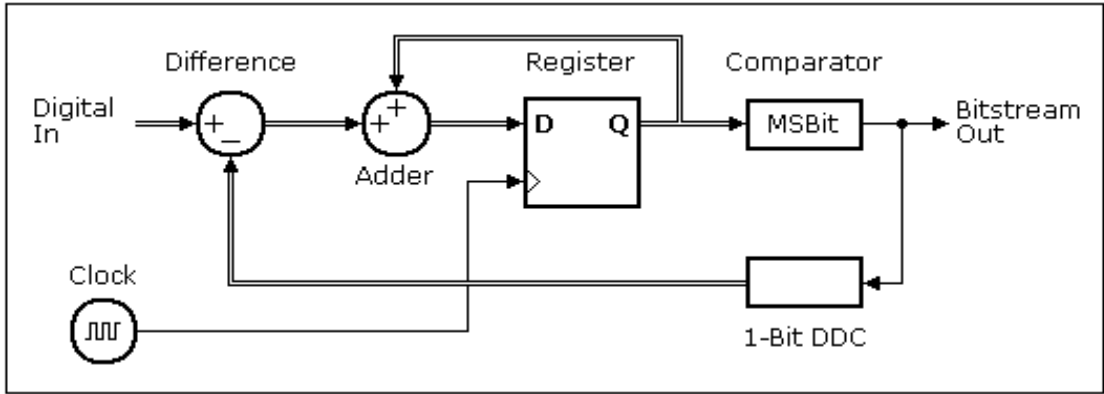 Difference
Register
Comparator
Digital
In
+
−
+
+
Adder
D
Q
MSBit
Bitstream
Out
Clock
1-Bit DDC